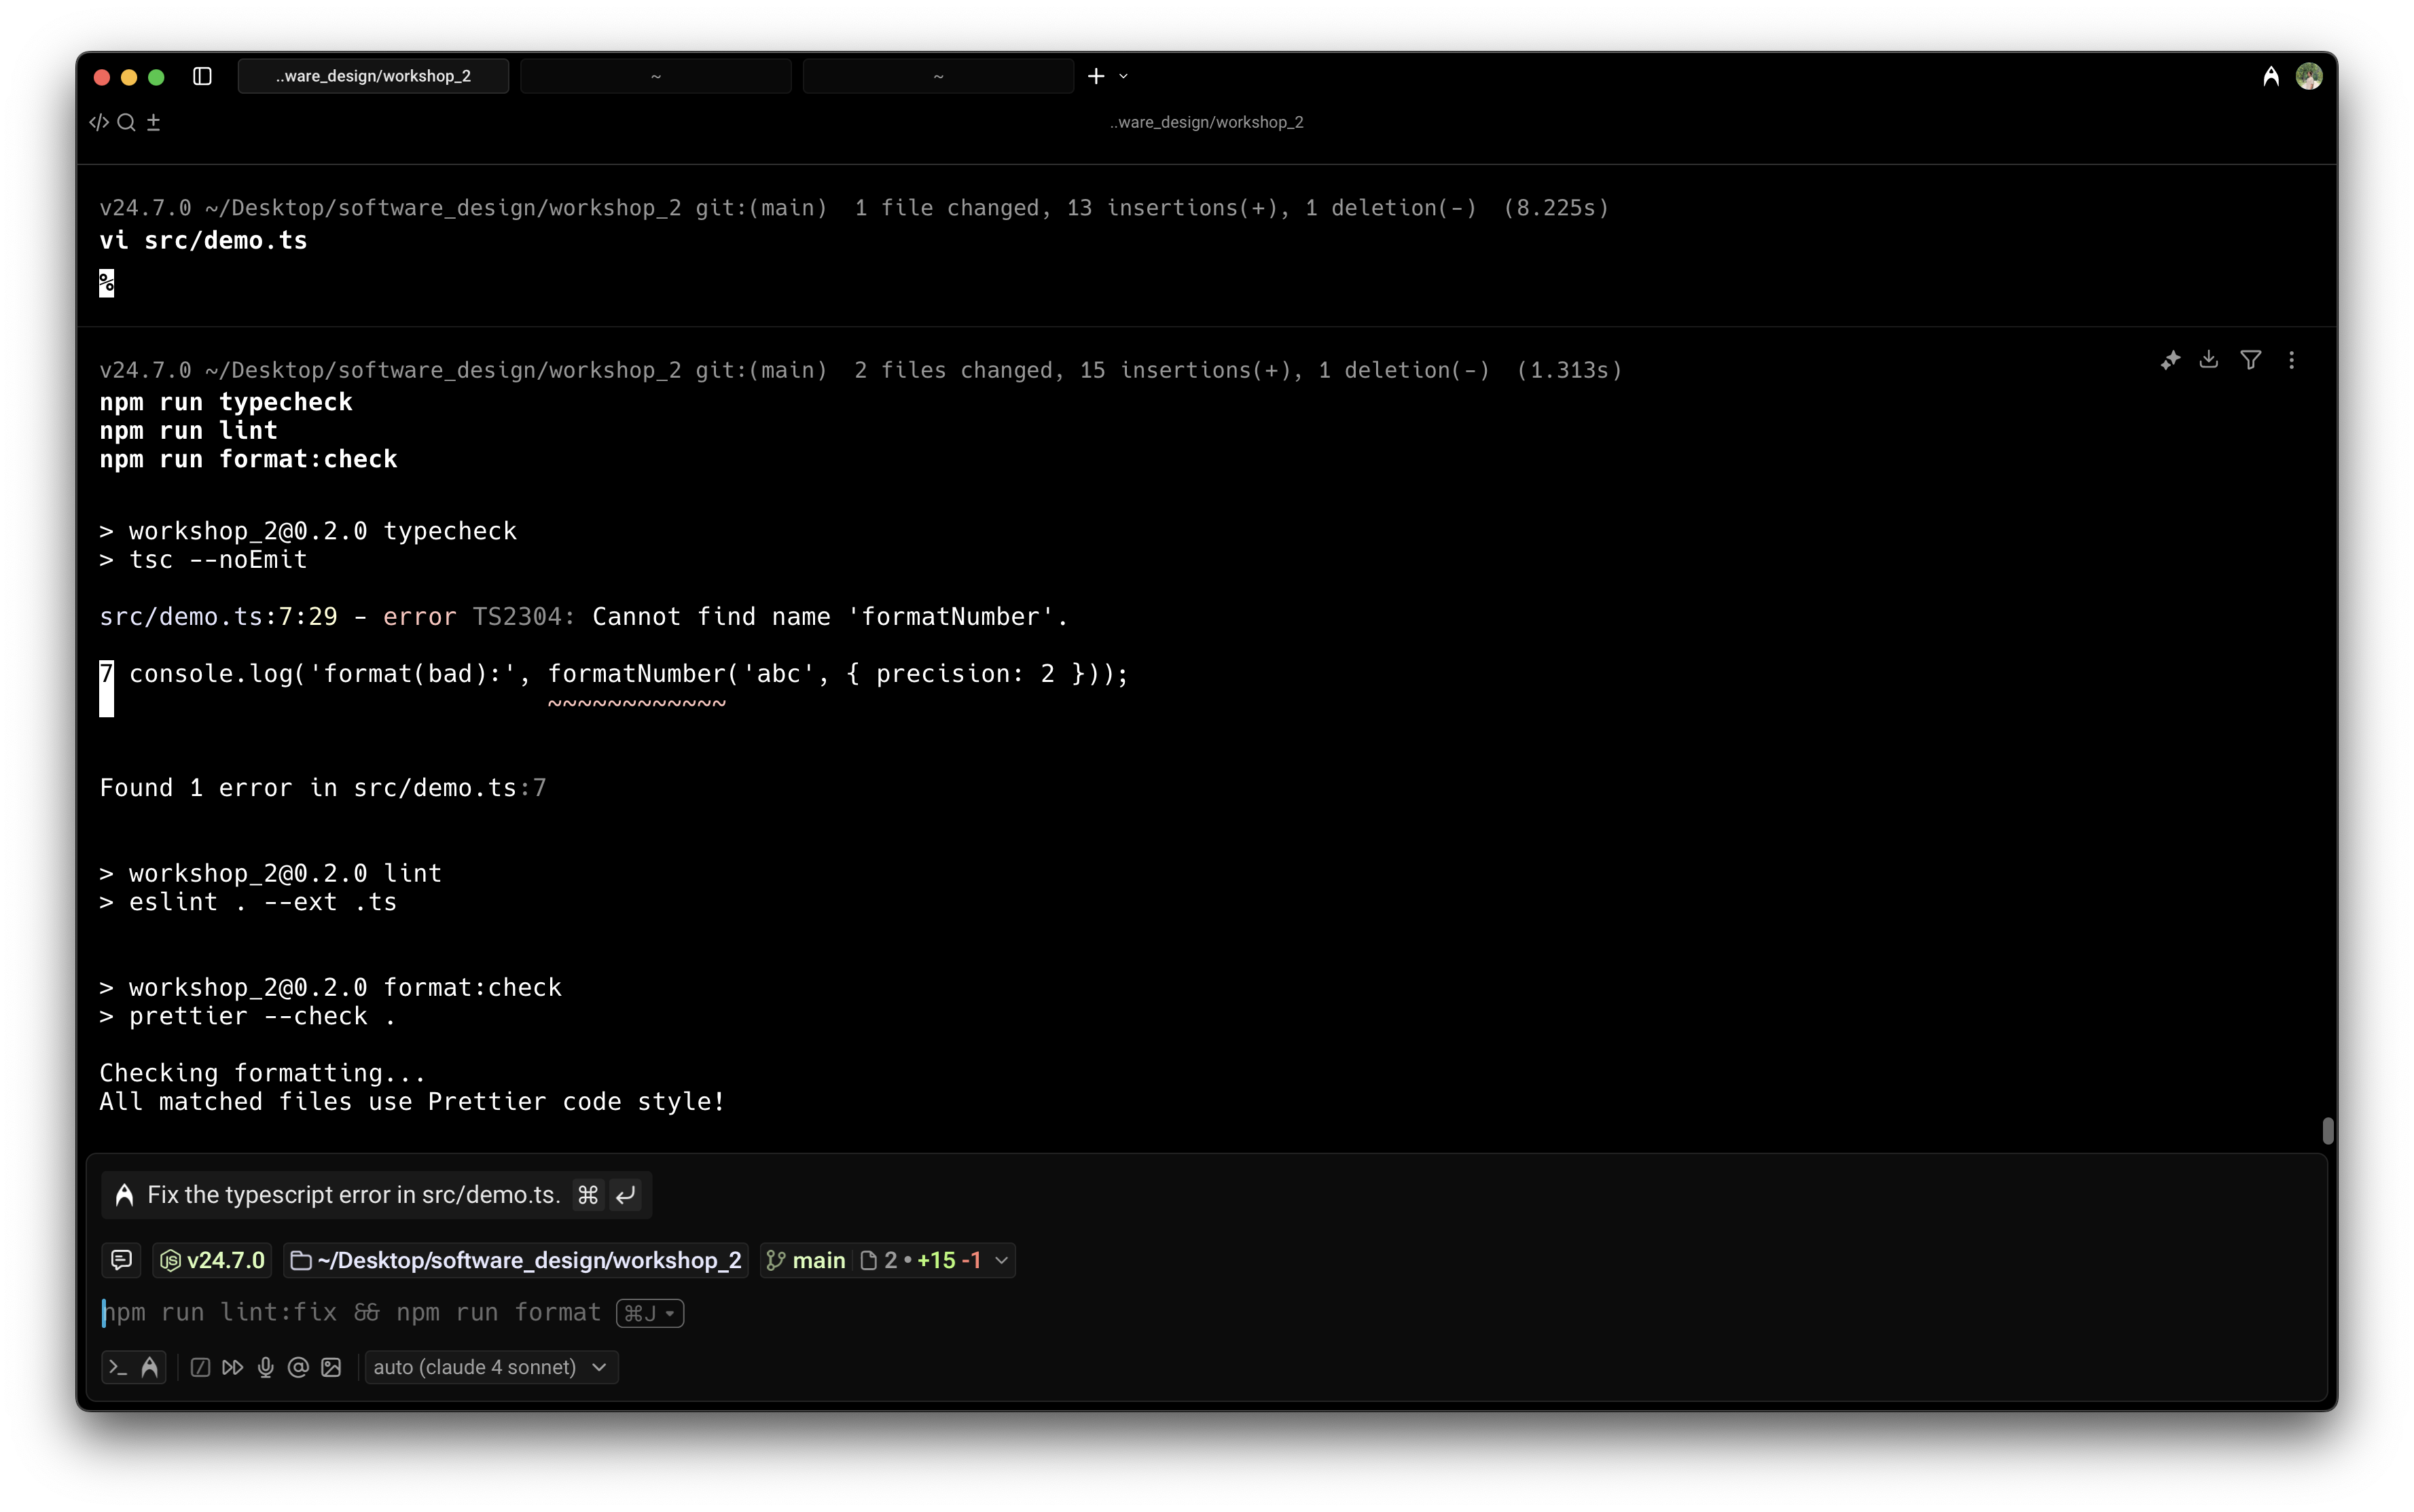 ..ware_design/workshop_2
~
~
..ware_design/workshop_2
v24.7.0 ~/Desktop/software_design/workshop_2 git:(main)  1 file changed, 13 insertions(+), 1 deletion(-)  (8.225s)
vi src/demo.ts
%
v24.7.0 ~/Desktop/software_design/workshop_2 git:(main)  2 files changed, 15 insertions(+), 1 deletion(-)  (1.313s)
npm run typecheck
npm run lint
npm run format:check
> workshop_2@0.2.0 typecheck
> tsc --noEmit
src/demo.ts:7:29 - error TS2304: Cannot find name 'formatNumber'.
7 console.log('format(bad):', formatNumber('abc', { precision: 2 }));
~~~~~~~~~~~~
Found 1 error in src/demo.ts:7
> workshop_2@0.2.0 lint
> eslint . --ext .ts
> workshop_2@0.2.0 format:check
> prettier --check .
Checking formatting...
All matched files use Prettier code style!
Fix the typescript error in src/demo.ts. ⌘ ↵
v24.7.0 ~/Desktop/software_design/workshop_2 main 2 • +15 -1
npm run lint:fix && npm run format ⌘J
auto (claude 4 sonnet)